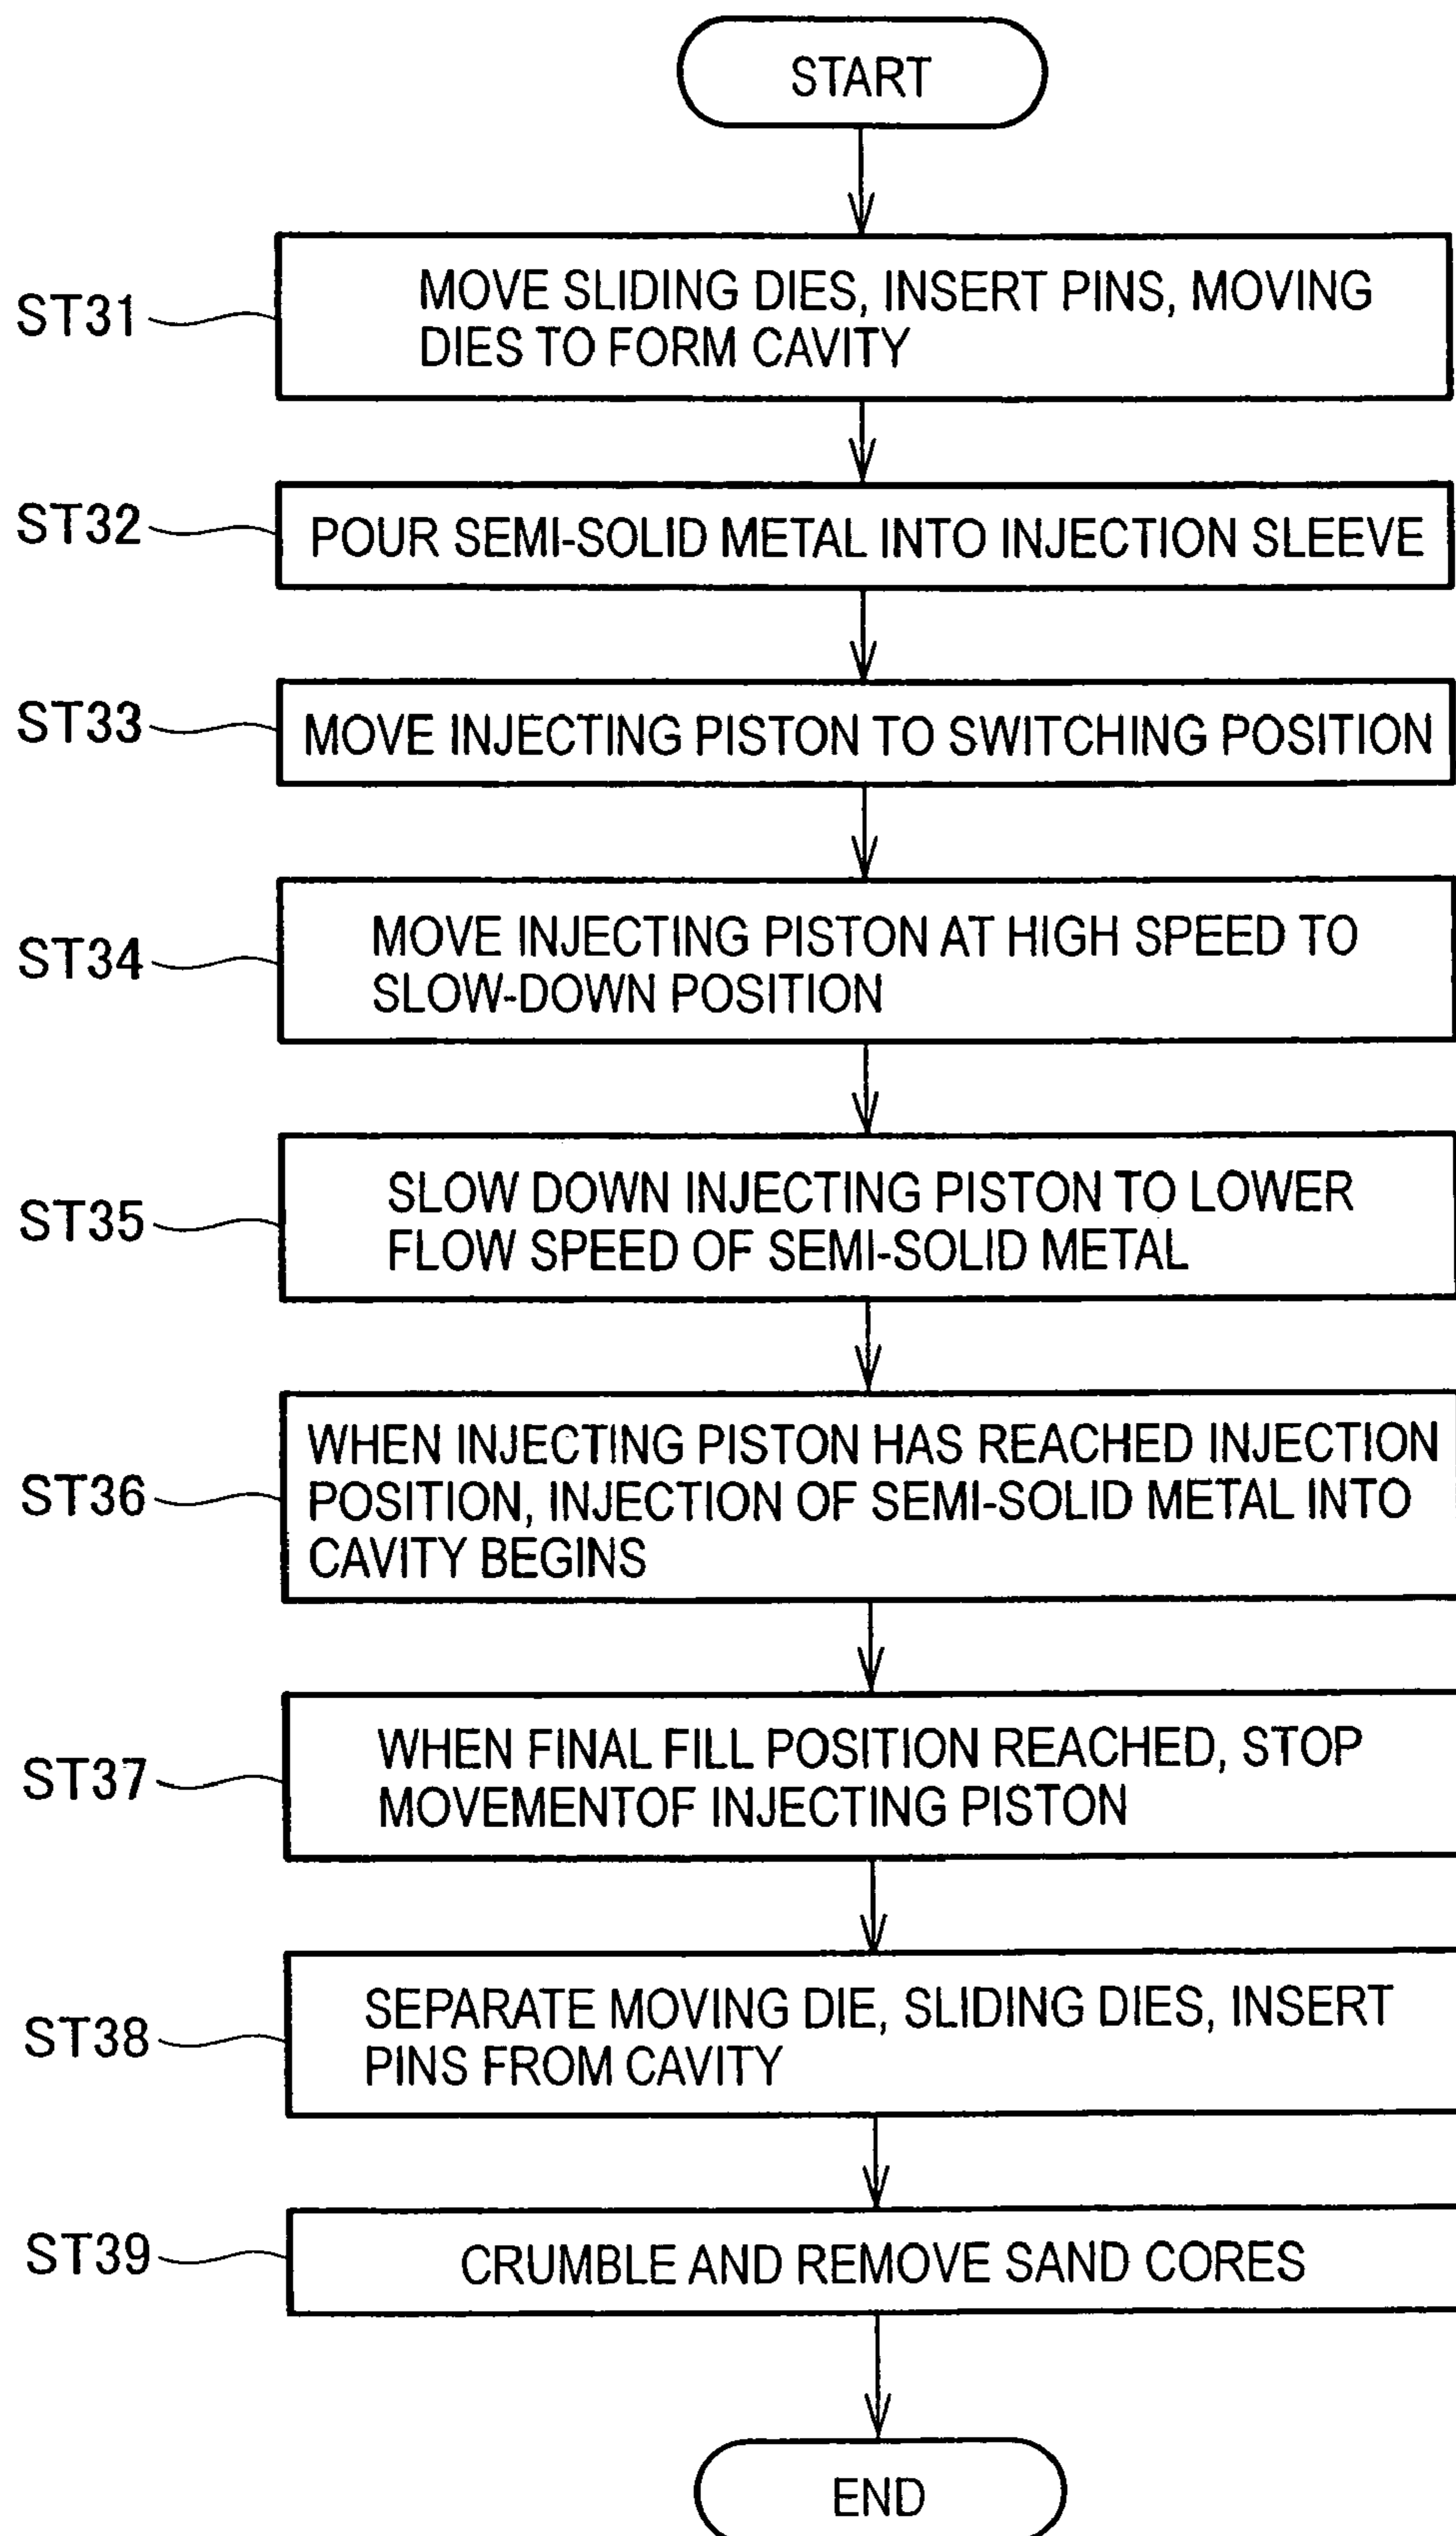 START
ST31
MOVE SLIDING DIES, INSERT PINS, MOVING
DIES TO FORM CAVITY
ST32
POUR SEMI-SOLID METAL INTO INJECTION SLEEVE
ST33
MOVE INJECTING PISTON TO SWITCHING POSITION
ST34
MOVE INJECTING PISTON AT HIGH SPEED TO
SLOW-DOWN POSITION
ST35
SLOW DOWN INJECTING PISTON TO LOWER
FLOW SPEED OF SEMI-SOLID METAL
ST36
WHEN INJECTING PISTON HAS REACHED INJECTION
POSITION, INJECTION OF SEMI-SOLID METAL INTO
CAVITY BEGINS
ST37
WHEN FINAL FILL POSITION REACHED, STOP
MOVEMENTOF INJECTING PISTON
ST38
SEPARATE MOVING DIE, SLIDING DIES, INSERT
PINS FROM CAVITY
ST39
CRUMBLE AND REMOVE SAND CORES
END